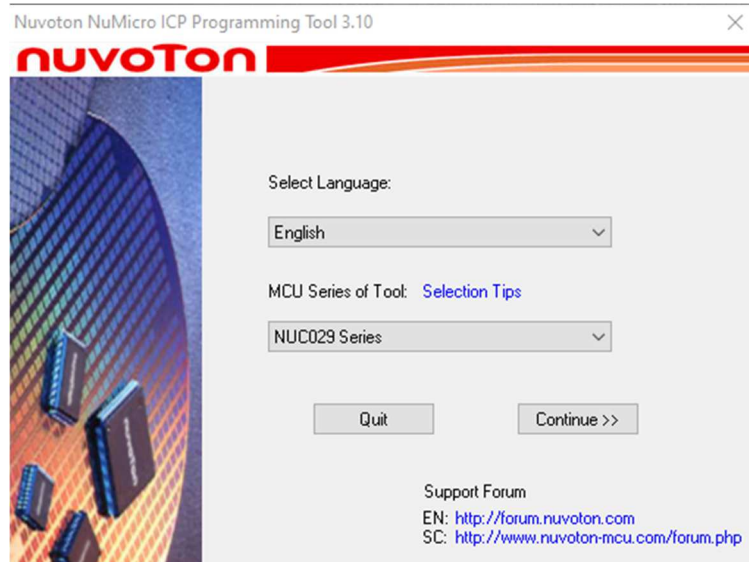 Nuvoton NuMicro ICP Programming Tool 3.10
nuvoTon
Select Language:
English
MCU Series of Tool: Selection Tips
NUC029 Series
Quit Continue >>
nuvoTon
Support Forum
EN: http://forum.nuvoton.com
SC: http://www.nuvoton-mcu.com/forum.php